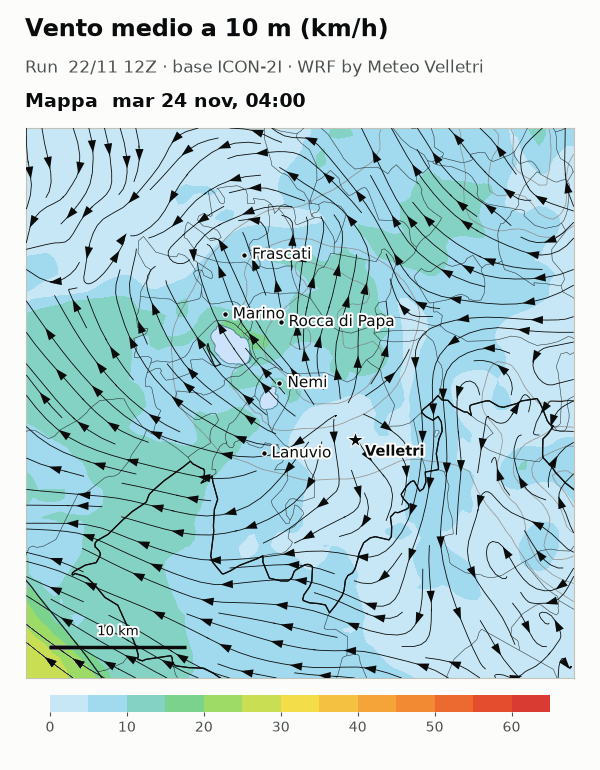 Vento medio a 10 m (km/h)
Run  22/11 12Z · base ICON-2I · WRF by Meteo Velletri
Mappa  mar 24 nov, 04:00
Frascati
Marino
Rocca di Papa
Nemi
Velletri
Lanuvio
10 km
0 10 20 30 40 50 60